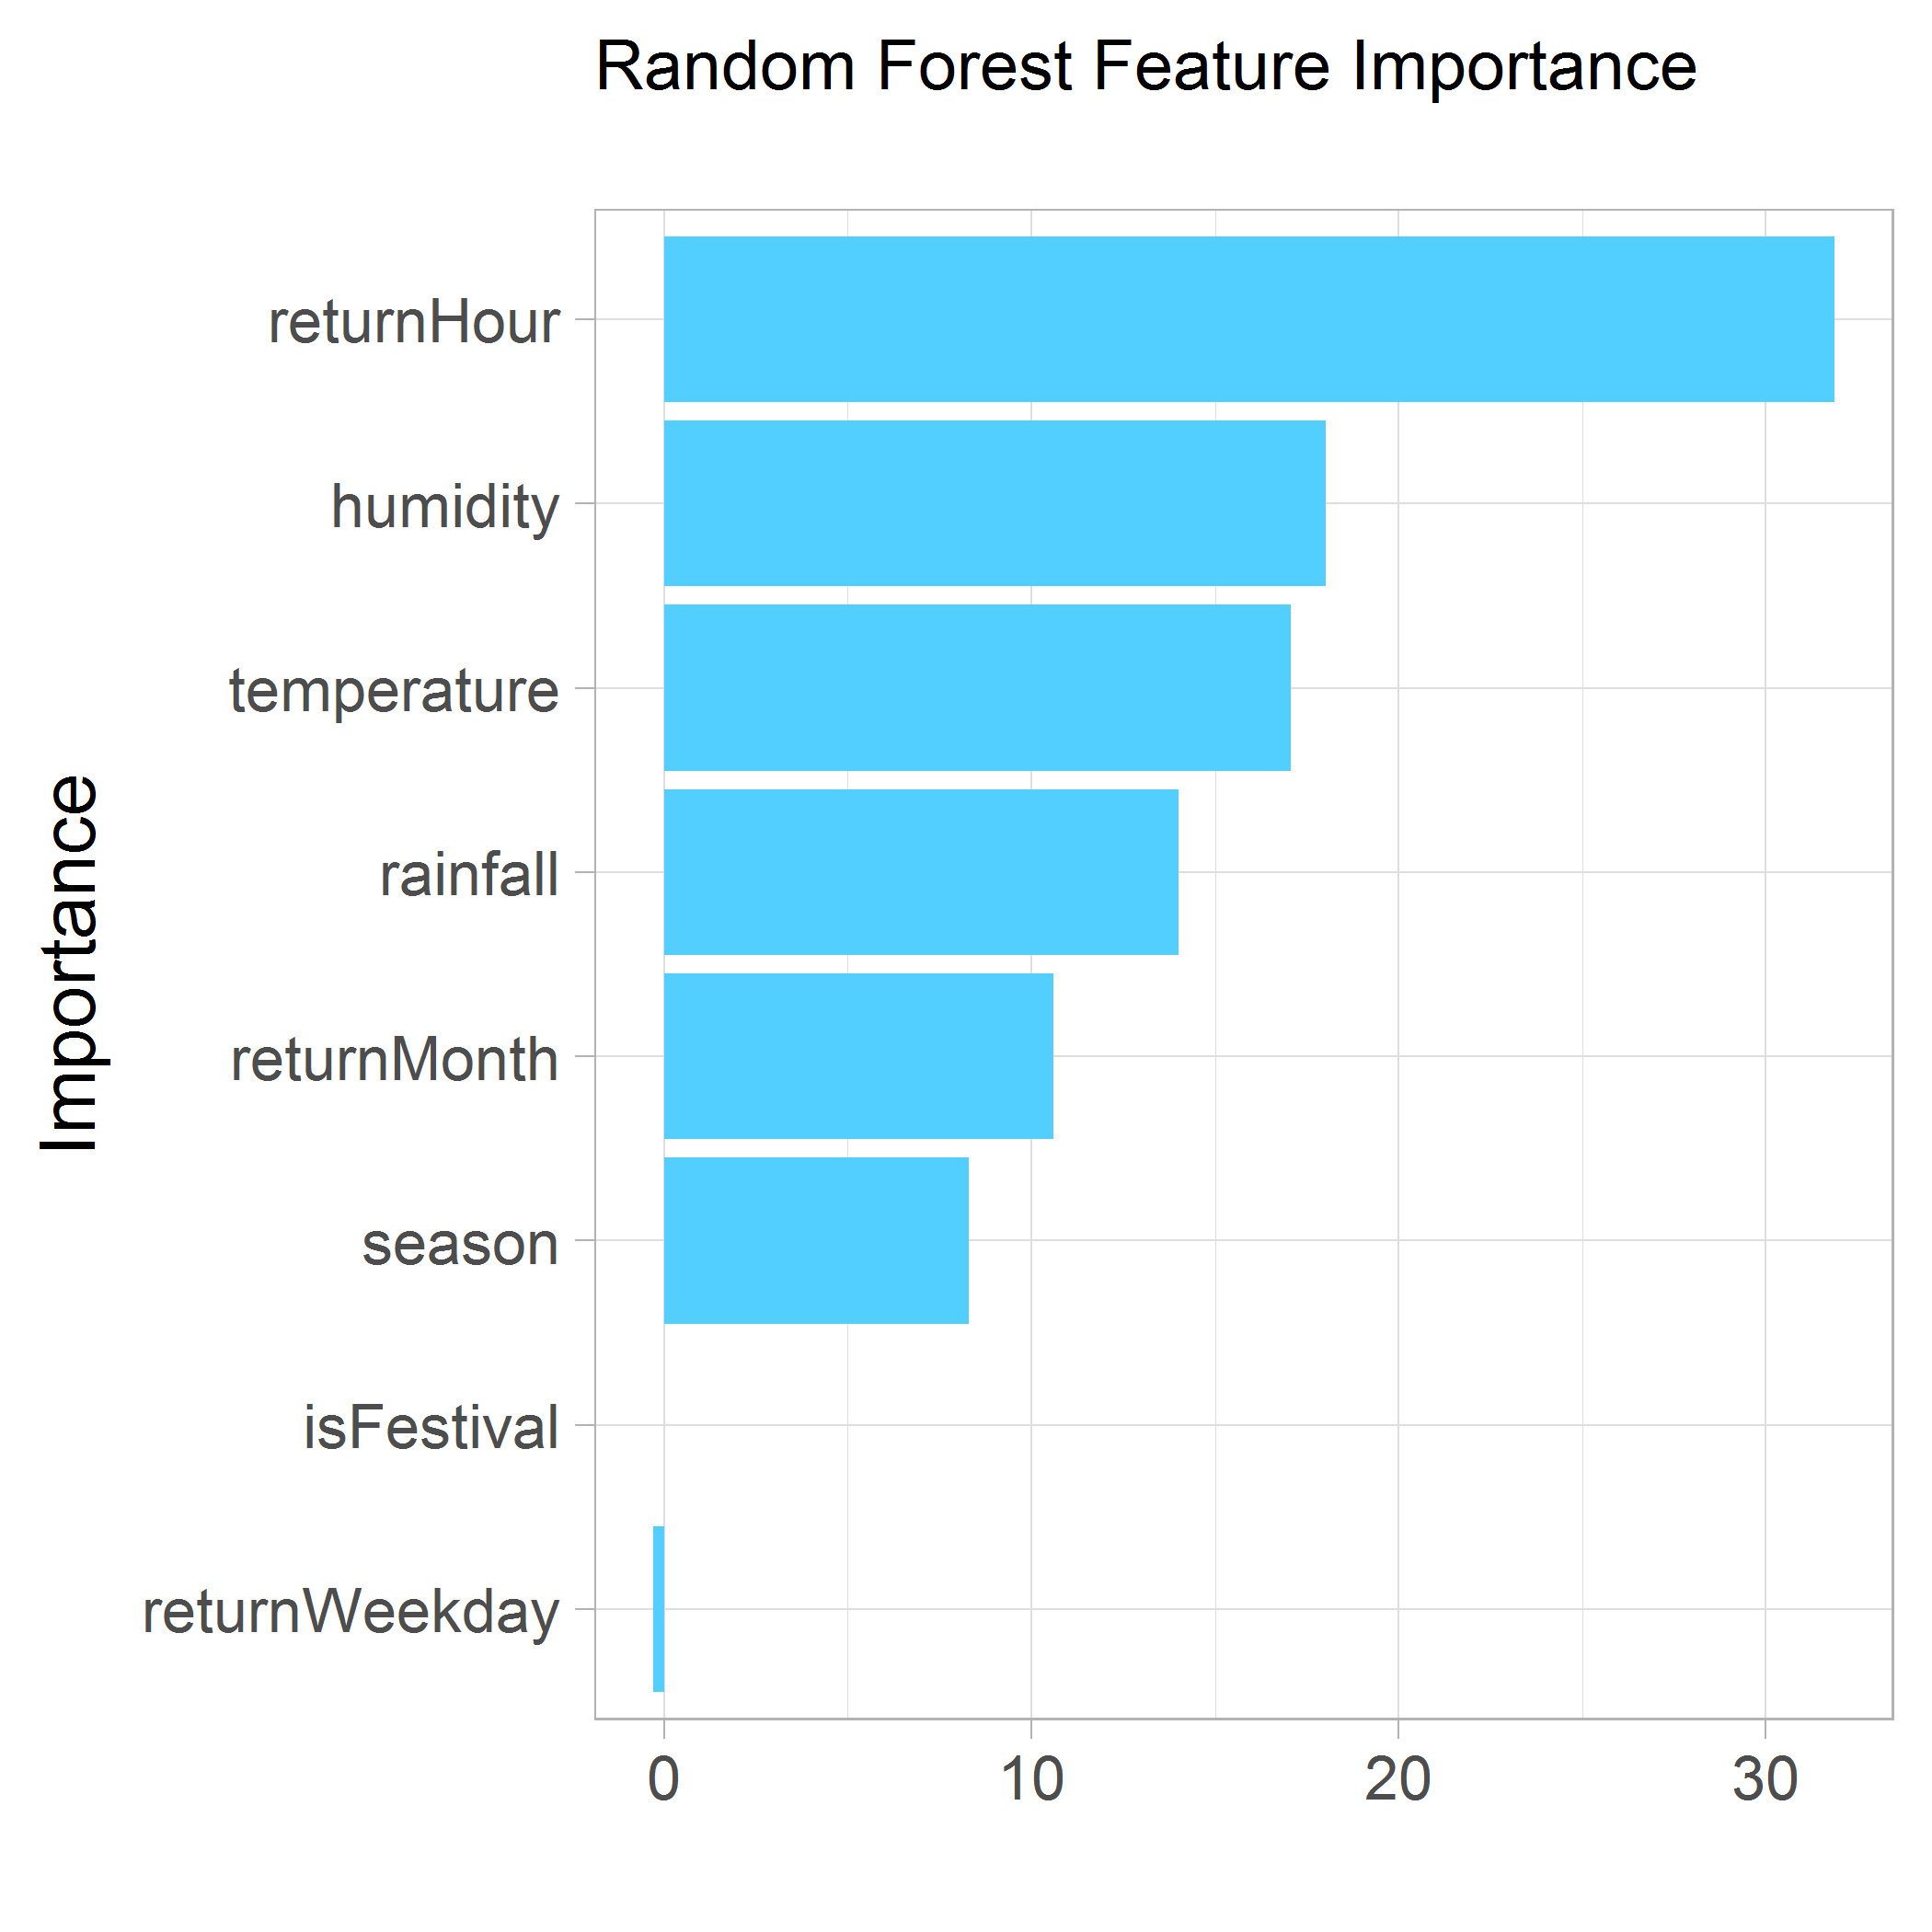 Random Forest Feature Importance
returnHour
humidity
temperature
rainfall
returnMonth
season
isFestival
returnWeekday
Importance
0 10 20 30